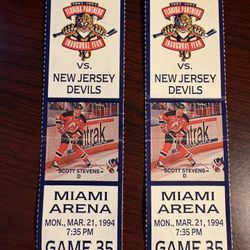 FLORIDA PANTHERS
INAUGURAL YEAR
VS.
NEW JERSEY
DEVILS
trak
SCOTT STEVENS -
D
MIAMI
ARENA
MON., MAR. 21, 1994
7:35 PM
GAME 35
FLORIDA PANTHERS
INAUGURAL YEAR
VS.
NEW JERSEY
DEVILS
trak
SCOTT STEVENS -
D
MIAMI
ARENA
MON., MAR. 21, 1994
7:35 PM
GAME 35